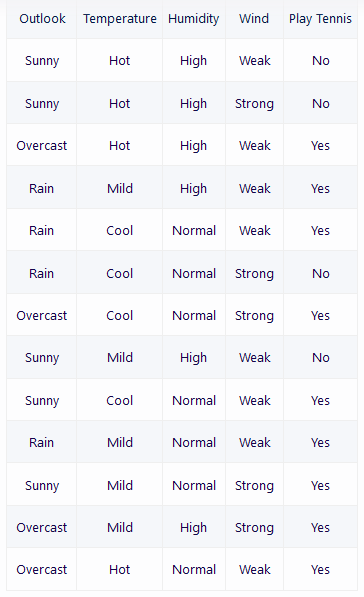 Outlook Temperature Humidity Wind Play Tennis
Sunny Hot High Weak No
Sunny Hot High Strong No
Overcast Hot High Weak Yes
Rain Mild High Weak Yes
Rain Cool Normal Weak Yes
Rain Cool Normal Strong No
Overcast Cool Normal Strong Yes
Sunny Mild High Weak No
Sunny Cool Normal Weak Yes
Rain Mild Normal Weak Yes
Sunny Mild Normal Strong Yes
Overcast Mild High Strong Yes
Overcast Hot Normal Weak Yes